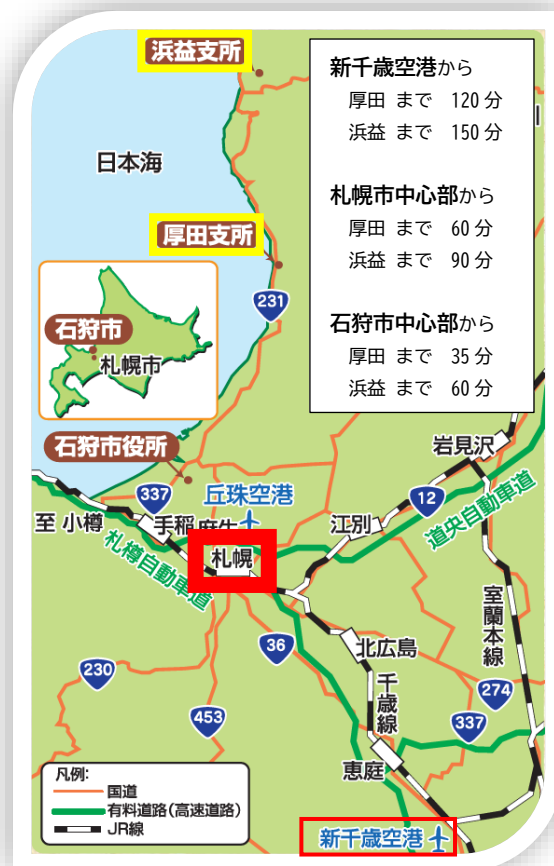 浜益支所
新千歳空港から
厚田 まで 120 分
浜益 まで 150 分
札幌市中心部から
厚田 まで 60 分
浜益 まで 90 分
石狩市中心部から
厚田 まで 35 分
浜益 まで 60 分
川
日本海
厚田支所
231
石狩市
札幌市
石狩市役所
岩見沢
337
丘珠空港
12
至 小樽
手稲
麻生
江別
道央自動車道
札樽自動車道
札幌
36
北広島
室蘭本線
230
千歳線
274
453
337
恵庭
凡例:
国道
有料道路(高速道路)
JR線
新千歳空港